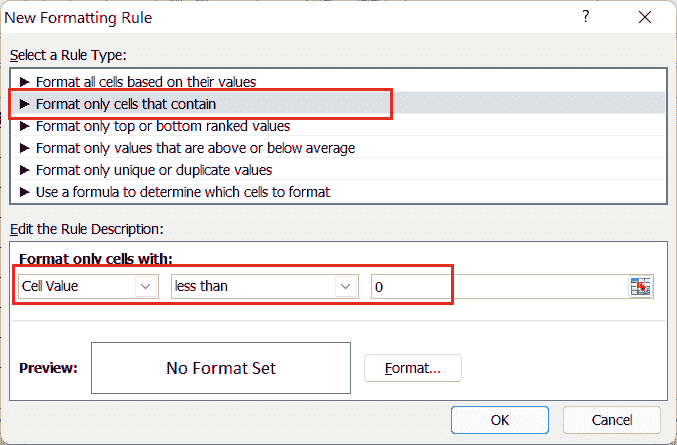 New Formatting Rule ?
Select a Rule Type:
► Format all cells based on their values
► Format only cells that contain
► Format only top or bottom ranked values
► Format only values that are above or below average
► Format only unique or duplicate values
► Use a formula to determine which cells to format
Edit the Rule Description:
Format only cells with:
Cell Value less than 0
Preview: No Format Set Format...
OK Cancel